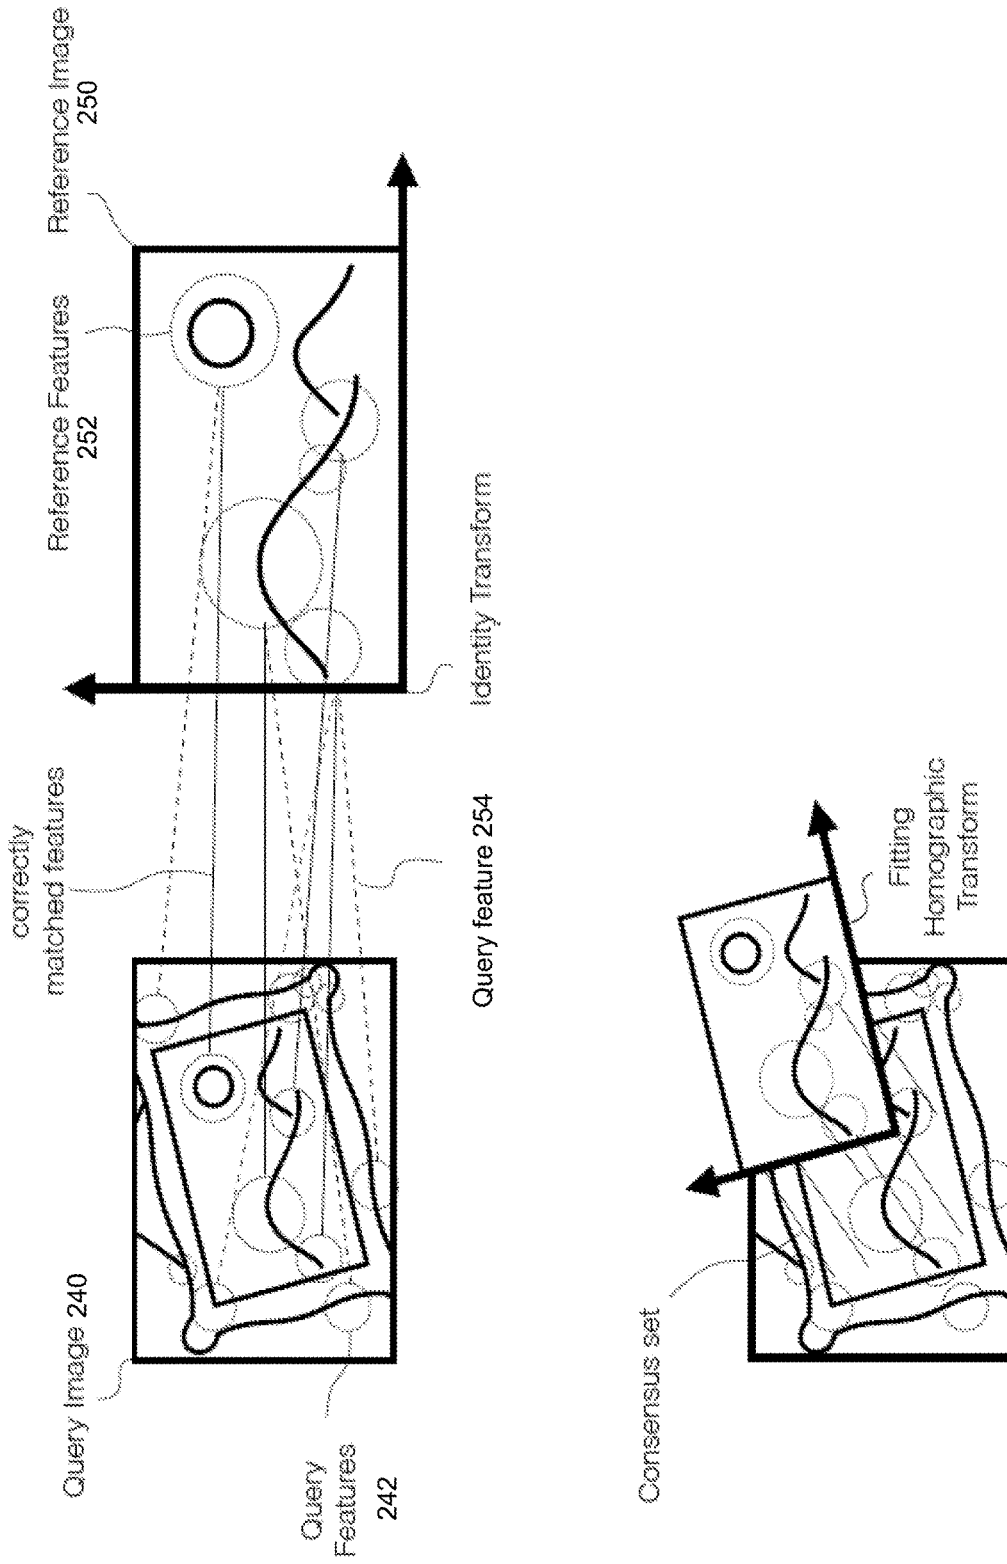 Query Image 240
correctly
matched features
Reference Features
252
Reference Image
250
Query
Features
242
Query feature 254
Identity Transform
Consensus set
Fitting
Homographic
Transform